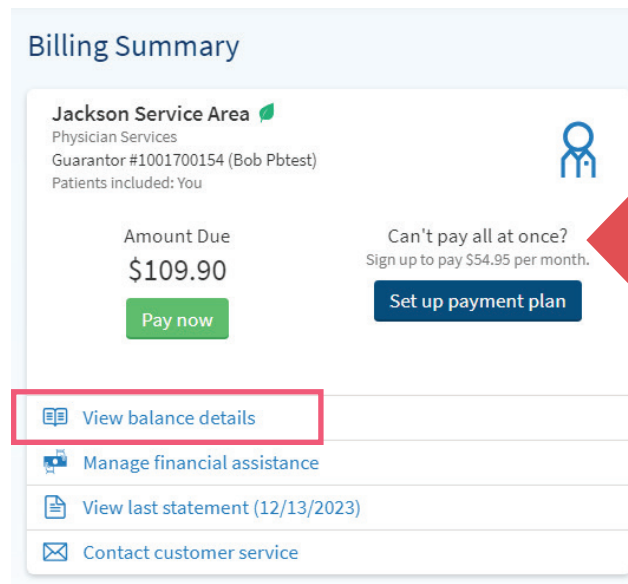 Billing Summary
Jackson Service Area
Physician Services
Guarantor #1001700154 (Bob Pbtest)
Patients included: You
Amount Due
$109.90
Pay now
Can't pay all at once?
Sign up to pay $54.95 per month.
Set up payment plan
View balance details
Manage financial assistance
View last statement (12/13/2023)
Contact customer service